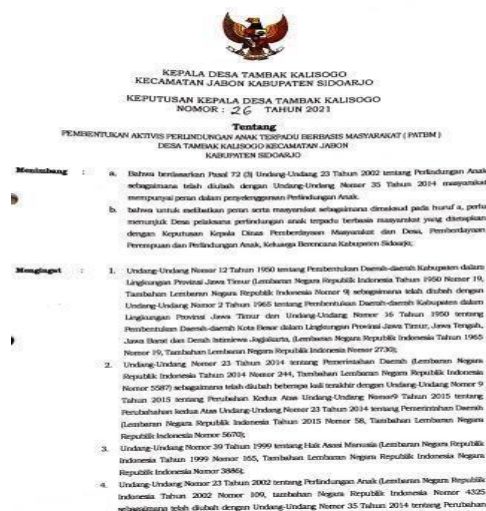 KEPALA DESA TAMBAK KALISOGO
KECAMATAN JABON KABUPATEN SIDOARJO
KEPUTUSAN KEPALA DESA TAMBAK KALISOGO
NOMOR : 26 TAHUN 2021
Tentang
PEMBENTUKAN AKTIVIS PERLINDUNGAN ANAK TERPADU BERBASIS MASYARAKAT ( PATBM )
DESA TAMBAK KALISOGO KECAMATAN JABON
KABUPATEN SIDOARJO
Menimbang : a. Bahwa berdasarkan Pasal 72 (3) Undang-Undang 23 Tahun 2002 tentang Perlindungan Anak
sebagaimana telah diubah dengan Undang-Undang Nomor 35 Tahun 2014 masyarakat
mempunyai peran dalam penyelenggaraan Perlindungan Anak.
b. bahwa untuk melibatkan peran serta masyarakat sebagaimana dimaksud pada huruf a, perlu
menunjuk Desa pelaksana perlindungan anak terpadu berbasis masyarakat yang ditetapkan
dengan Keputusan Kepala Dinas Pemberdayaan Masyarakat dan Desa, Pemberdayaan
Perempuan dan Perlindungan Anak, Keluarga Berencana Kabupaten Sidoarjo;
Mengingat : 1. Undang-Undang Nomor 12 Tahun 1950 tentang Pembentukan Daerah-daerah Kabupaten dalam
Lingkungan Provinsi Jawa Timur (Lembaran Negara Republik Indonesia Tahun 1950 Nomor 19,
Tambahan Lembaran Negara Republik Indonesia Nomor 9) sebagaimana telah diubah dengan
Undang-Undang Nomor 2 Tahun 1965 tentang Pembentukan Daerah-daerah Kabupaten dalam
Lingkungan Provinsi Jawa Timur dan Undang-Undang Nomor 16 Tahun 1950 tentang
Pembentukan Daerah-daerah Kota Besar dalam Lingkungan Provinsi Jawa Timur, Jawa Tengah,
Jawa Barat dan Derah Istimiewa Jogjakarta, (Lembaran Negara Republik Indonesia Tahun 1965
Nomor 19, Tambahan Lembaran Negara Republik Indonesia Nomor 2730);
2. Undang-Undang Nomor 23 Tahun 2014 tentang Pemerintahan Daerah (Lembaran Negara
Republik Indonesia Tahun 2014 Nomor 244, Tambahan Lembaran Negara Republik Indonesia
Nomor 5587) sebagaimana telah diubah beberapa kali terakhir dengan Undang-Undang Nomor 9
Tahun 2015 tentang Perubahan Kedua Atas Undang-Undang Nomor9 Tahun 2015 tentang
Perubahahan kedua Atas Undang-Undang Nomor 23 Tahun 2014 tentang Pemerintahan Daerah
(Lembaran Negara Republik Indonesia Tahun 2015 Nomor 58, Tambahan Lembaran Negara
Republik Indonesia Nomor 5670);
3. Undang-Undang Nomor 39 Tahun 1999 tentang Hak Asasi Manusia (Lembaran Negara Republik
Indonesia Tahun 1999 Nomor 165, Tambahan Lembaran Negara Republik Indonesia Negara
Republik Indonesia Nomor 3886);
4. Undang-Undang Nomor 23 Tahun 2002 tentang Perlindungan Anak (Lembaran Negara Republik
Indonesia Tahun 2002 Nomor 109, tambahan Negara Republik Indonesia Nomor 4325
sebagaimana telah diubah dengan Undang-Undang Nomor 35 Tahun 2014 tentang Perubahan